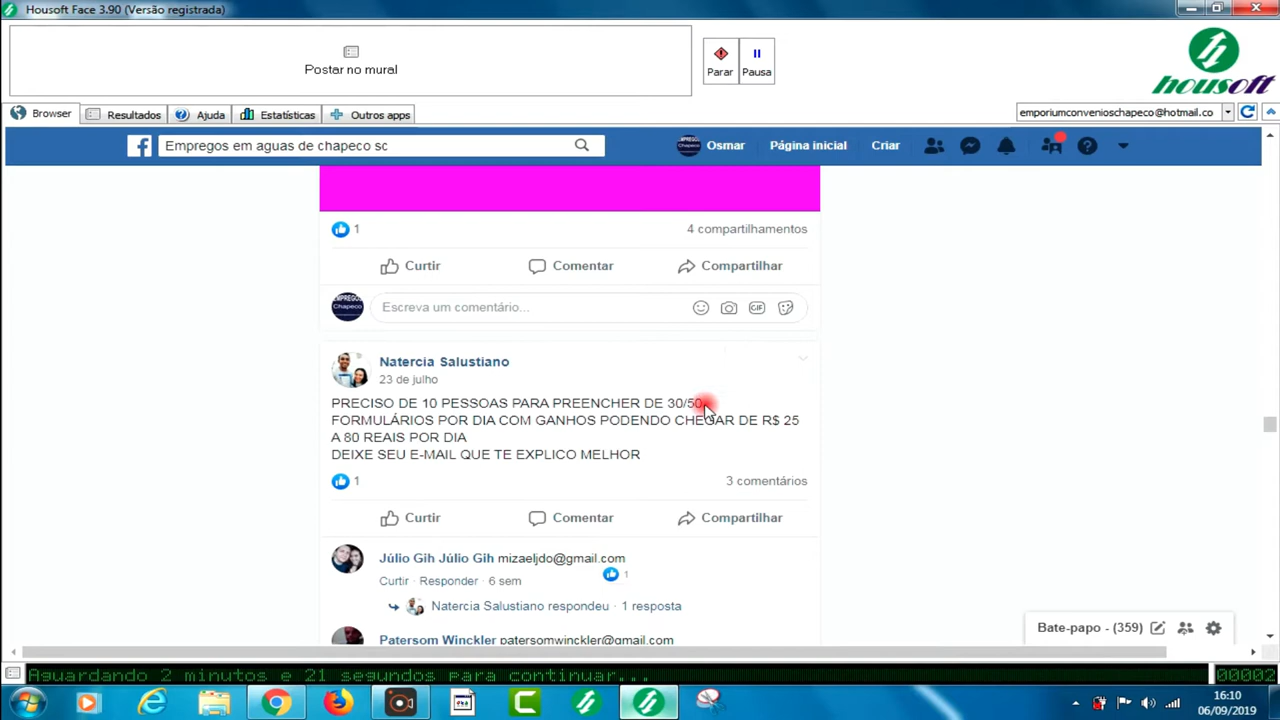 Housoft Face 3.90 (Versão registrada)
Postar no mural
Parar
Pausa
housoft
Browser
Resultados
Ajuda
Estatísticas
Outros apps
emporiumconvenioschapeco@hotmail.co
Empregos em aguas de chapeco sc
Osmar
Página inicial
Criar
1
4 compartilhamentos
Curtir
Comentar
Compartilhar
EMPREGOS
Chapeco
Escreva um comentário...
GIF
Natercia Salustiano
23 de julho
PRECISO DE 10 PESSOAS PARA PREENCHER DE 30/50
FORMULÁRIOS POR DIA COM GANHOS PODENDO CHEGAR DE R$ 25
A 80 REAIS POR DIA
DEIXE SEU E-MAIL QUE TE EXPLICO MELHOR
1
3 comentários
Curtir
Comentar
Compartilhar
Júlio Gih Júlio Gih mizaeljdo@gmail.com
1
Curtir · Responder · 6 sem
Natercia Salustiano respondeu · 1 resposta
Patersom Winckler patersomwinckler@gmail.com
Bate-papo - (359)
Aguardando 2 minutos e 21 segundos para continuar...
00002
16:10
06/09/2019